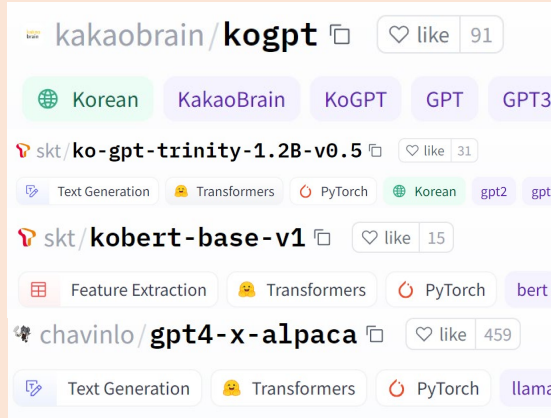 kakaobrain/kogpt like 91
Korean KakaoBrain KoGPT GPT GPT3
skt/ko-gpt-trinity-1.2B-v0.5 like 31
Text Generation Transformers PyTorch Korean gpt2 gpt
skt/kobert-base-v1 like 15
Feature Extraction Transformers PyTorch bert
chavinlo/gpt4-x-alpaca like 459
Text Generation Transformers PyTorch llama